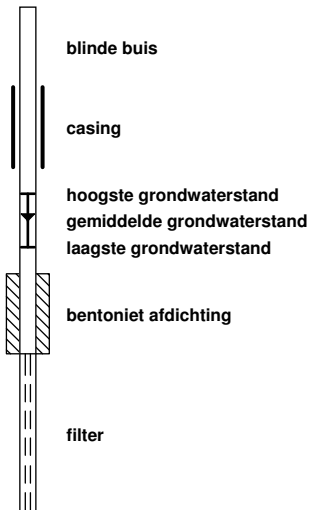 blinde buis
casing
hoogste grondwaterstand
gemiddelde grondwaterstand
laagste grondwaterstand
bentoniet afdichting
filter